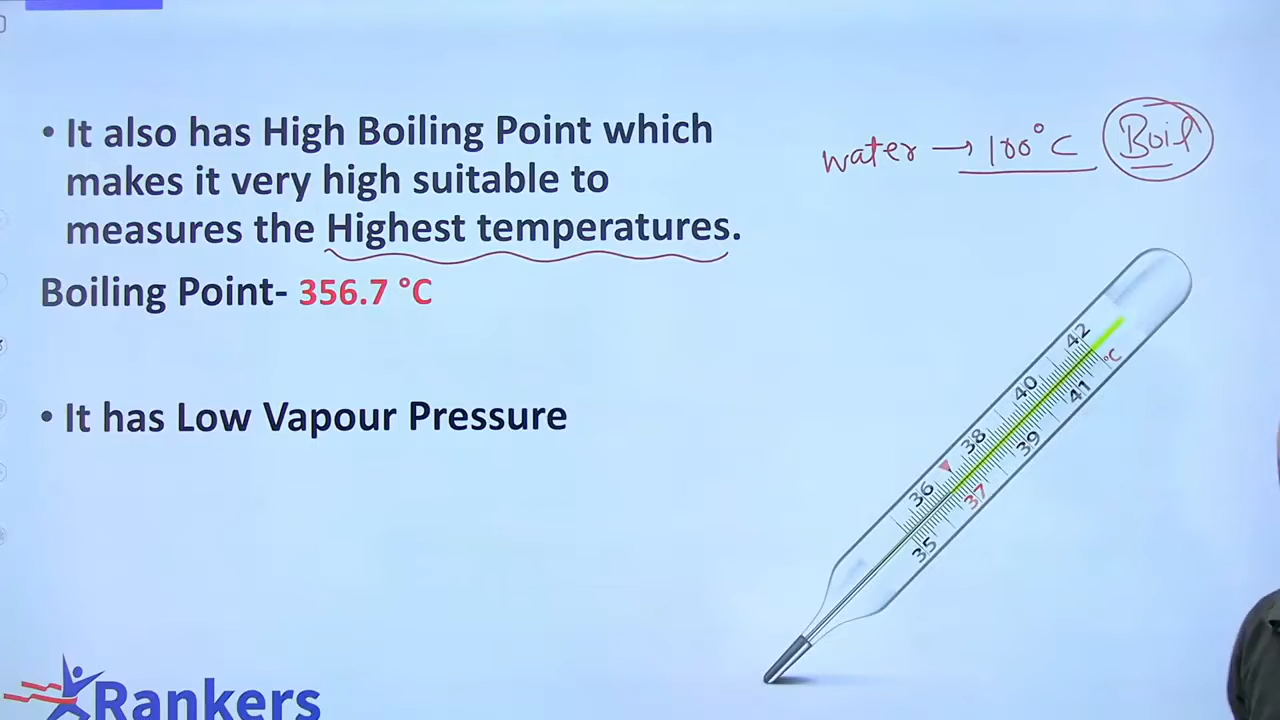 • It also has High Boiling Point which
makes it very high suitable to
measures the Highest temperatures.
Boiling Point- 356.7 °C
• It has Low Vapour Pressure
water → 100°C Boil
42
°C
41
40
39
38
37
36
35
Rankers